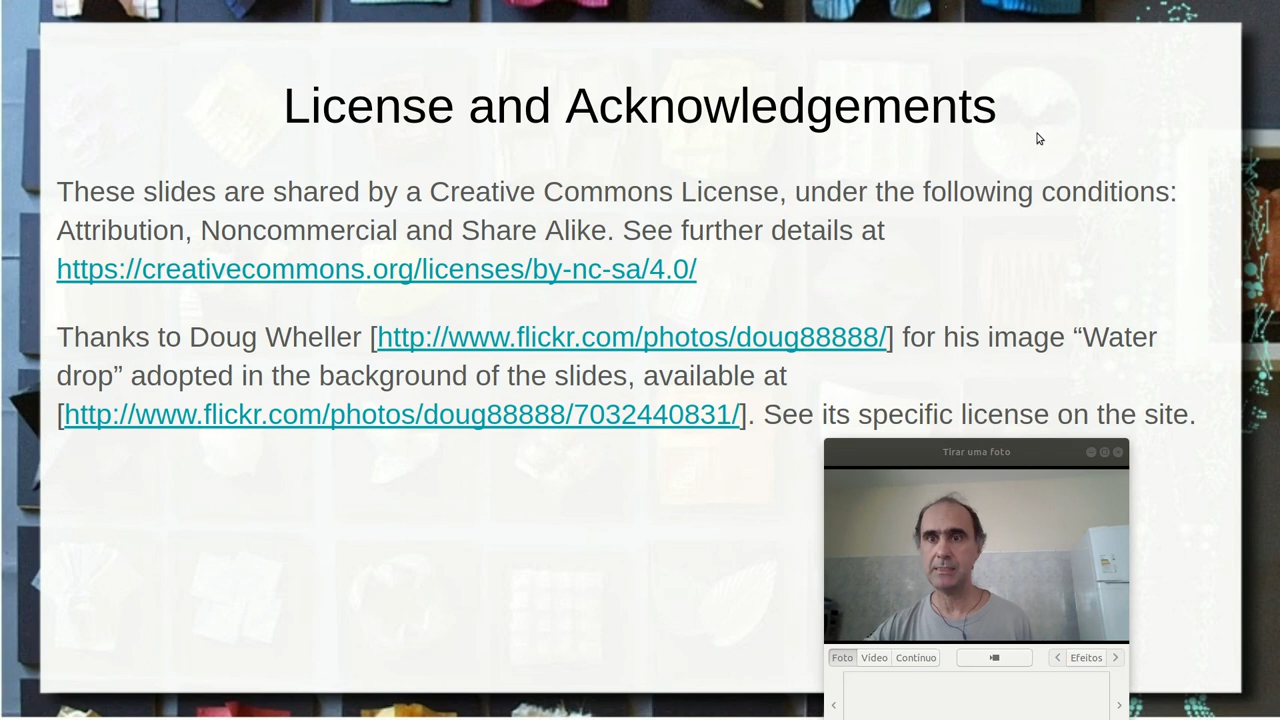 License and Acknowledgements
These slides are shared by a Creative Commons License, under the following conditions:
Attribution, Noncommercial and Share Alike. See further details at
https://creativecommons.org/licenses/by-nc-sa/4.0/
Thanks to Doug Wheller [http://www.flickr.com/photos/doug88888/] for his image “Water
drop” adopted in the background of the slides, available at
[http://www.flickr.com/photos/doug88888/7032440831/]. See its specific license on the site.
Tirar uma foto
Foto Vídeo Contínuo Efeitos